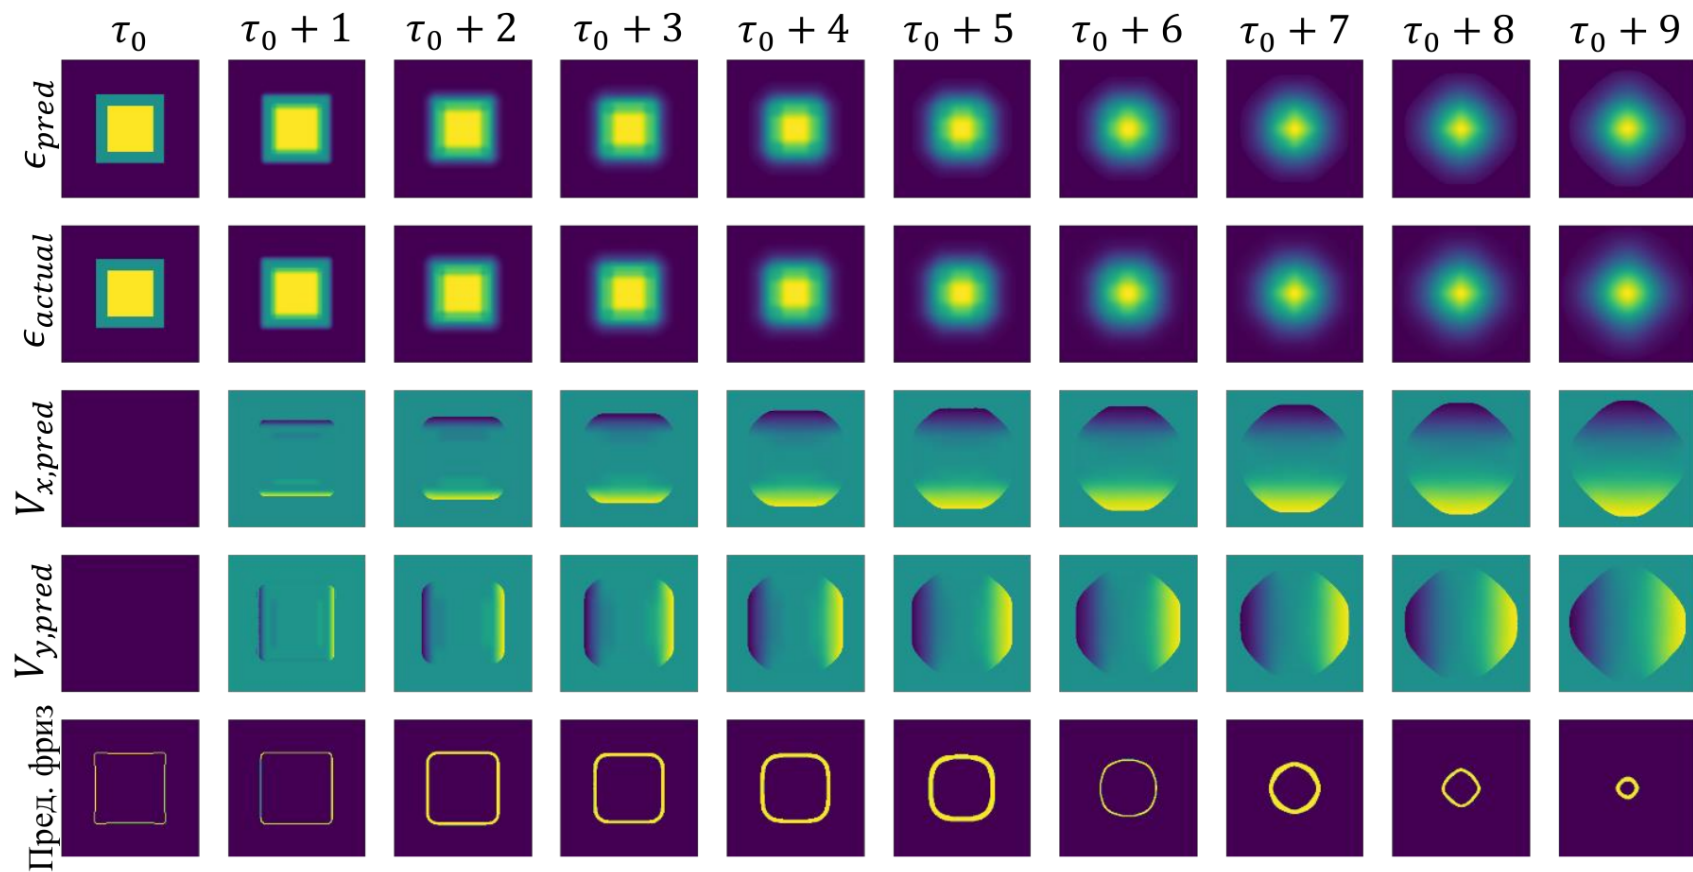 τ₀ τ₀ + 1 τ₀ + 2 τ₀ + 3 τ₀ + 4 τ₀ + 5 τ₀ + 6 τ₀ + 7 τ₀ + 8 τ₀ + 9
ϵpred
ϵactual
Vx,pred
Vy,pred
Пред. фриз